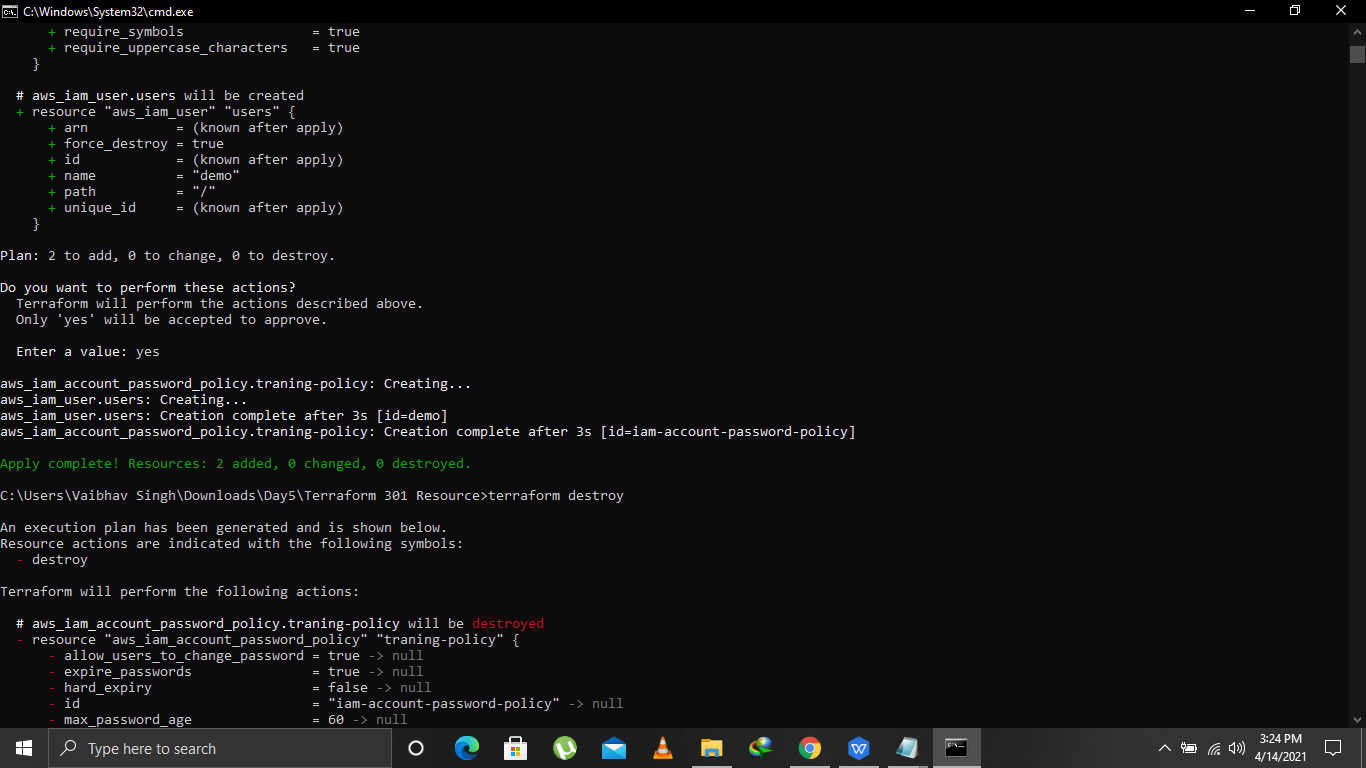 C:\Windows\System32\cmd.exe
+ require_symbols = true
+ require_uppercase_characters = true
}
# aws_iam_user.users will be created
+ resource "aws_iam_user" "users" {
+ arn = (known after apply)
+ force_destroy = true
+ id = (known after apply)
+ name = "demo"
+ path = "/"
+ unique_id = (known after apply)
}
Plan: 2 to add, 0 to change, 0 to destroy.
Do you want to perform these actions?
Terraform will perform the actions described above.
Only 'yes' will be accepted to approve.
Enter a value: yes
aws_iam_account_password_policy.traning-policy: Creating...
aws_iam_user.users: Creating...
aws_iam_user.users: Creation complete after 3s [id=demo]
aws_iam_account_password_policy.traning-policy: Creation complete after 3s [id=iam-account-password-policy]
Apply complete! Resources: 2 added, 0 changed, 0 destroyed.
C:\Users\Vaibhav Singh\Downloads\Day5\Terraform 301 Resource>terraform destroy
An execution plan has been generated and is shown below.
Resource actions are indicated with the following symbols:
- destroy
Terraform will perform the following actions:
# aws_iam_account_password_policy.traning-policy will be destroyed
- resource "aws_iam_account_password_policy" "traning-policy" {
- allow_users_to_change_password = true -> null
- expire_passwords = true -> null
- hard_expiry = false -> null
- id = "iam-account-password-policy" -> null
- max_password_age = 60 -> null
Type here to search
3:24 PM
4/14/2021